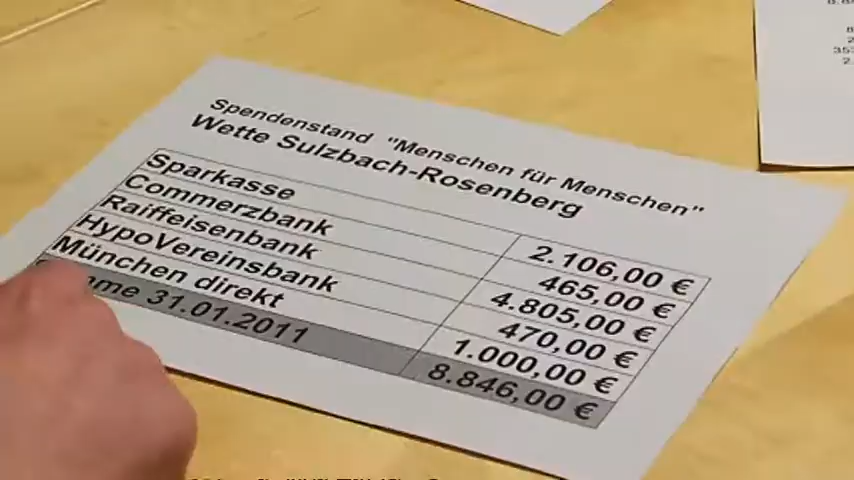 Spendenstand "Menschen für Menschen"
Wette Sulzbach-Rosenberg
Sparkasse 2.106,00 €
Commerzbank 465,00 €
Raiffeisenbank 4.805,00 €
HypoVereinsbank 470,00 €
München direkt 1.000,00 €
31.01.2011 8.846,00 €